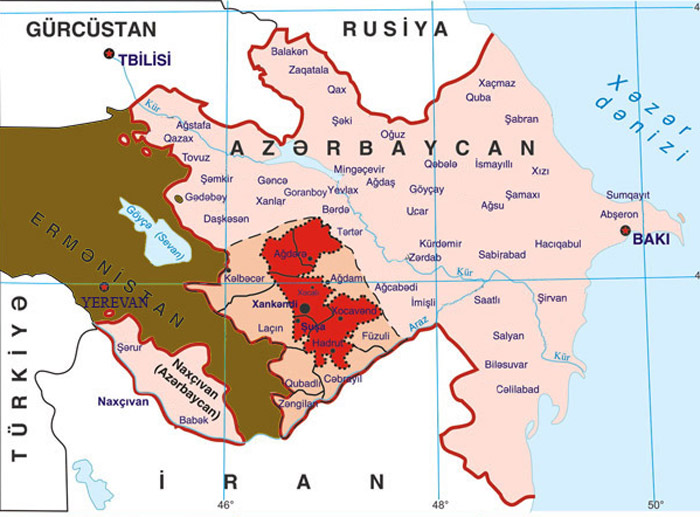 GÜRCÜSTAN
RUSİYA
TBİLİSİ
Balakən
Zaqatala
Qax
Kür
Xaçmaz
Quba
Şabran
Xəzər
dənizi
Ağstafa
Qazax
Şəki
Oğuz
AZƏRBAYCAN
Tovuz
Mingəçevir
Qəbələ
İsmayıllı
Xızı
Şəmkir
Gəncə
Goranboy
Yevlax
Ağdaş
Göyçay
Şamaxı
Sumqayıt
Gədəbəy
Xanlar
Bərdə
Ucar
Ağsu
Abşeron
Daşkəsən
Göyçə (Sevan)
ERMƏNİSTAN
Tərtər
Kürdəmir
Hacıqabul
BAKI
Ağdərə
Zərdab
Sabirabad
Kəlbəcər
Ağdam
Kür
YEREVAN
Xocalı
Ağcabədi
Xankəndi
Xocavənd
İmişli
Saatlı
Şirvan
Laçın
Şuşa
Füzuli
Araz
Hadrut
Salyan
Şərur
Naxçıvan
(Azərbaycan)
Kür
Biləsuvar
Qubadlı
Cəbrayıl
Cəlilabad
Naxçıvan
Zəngilan
Babək
TÜRKİYƏ
İRAN
46°
48°
50°
4
4